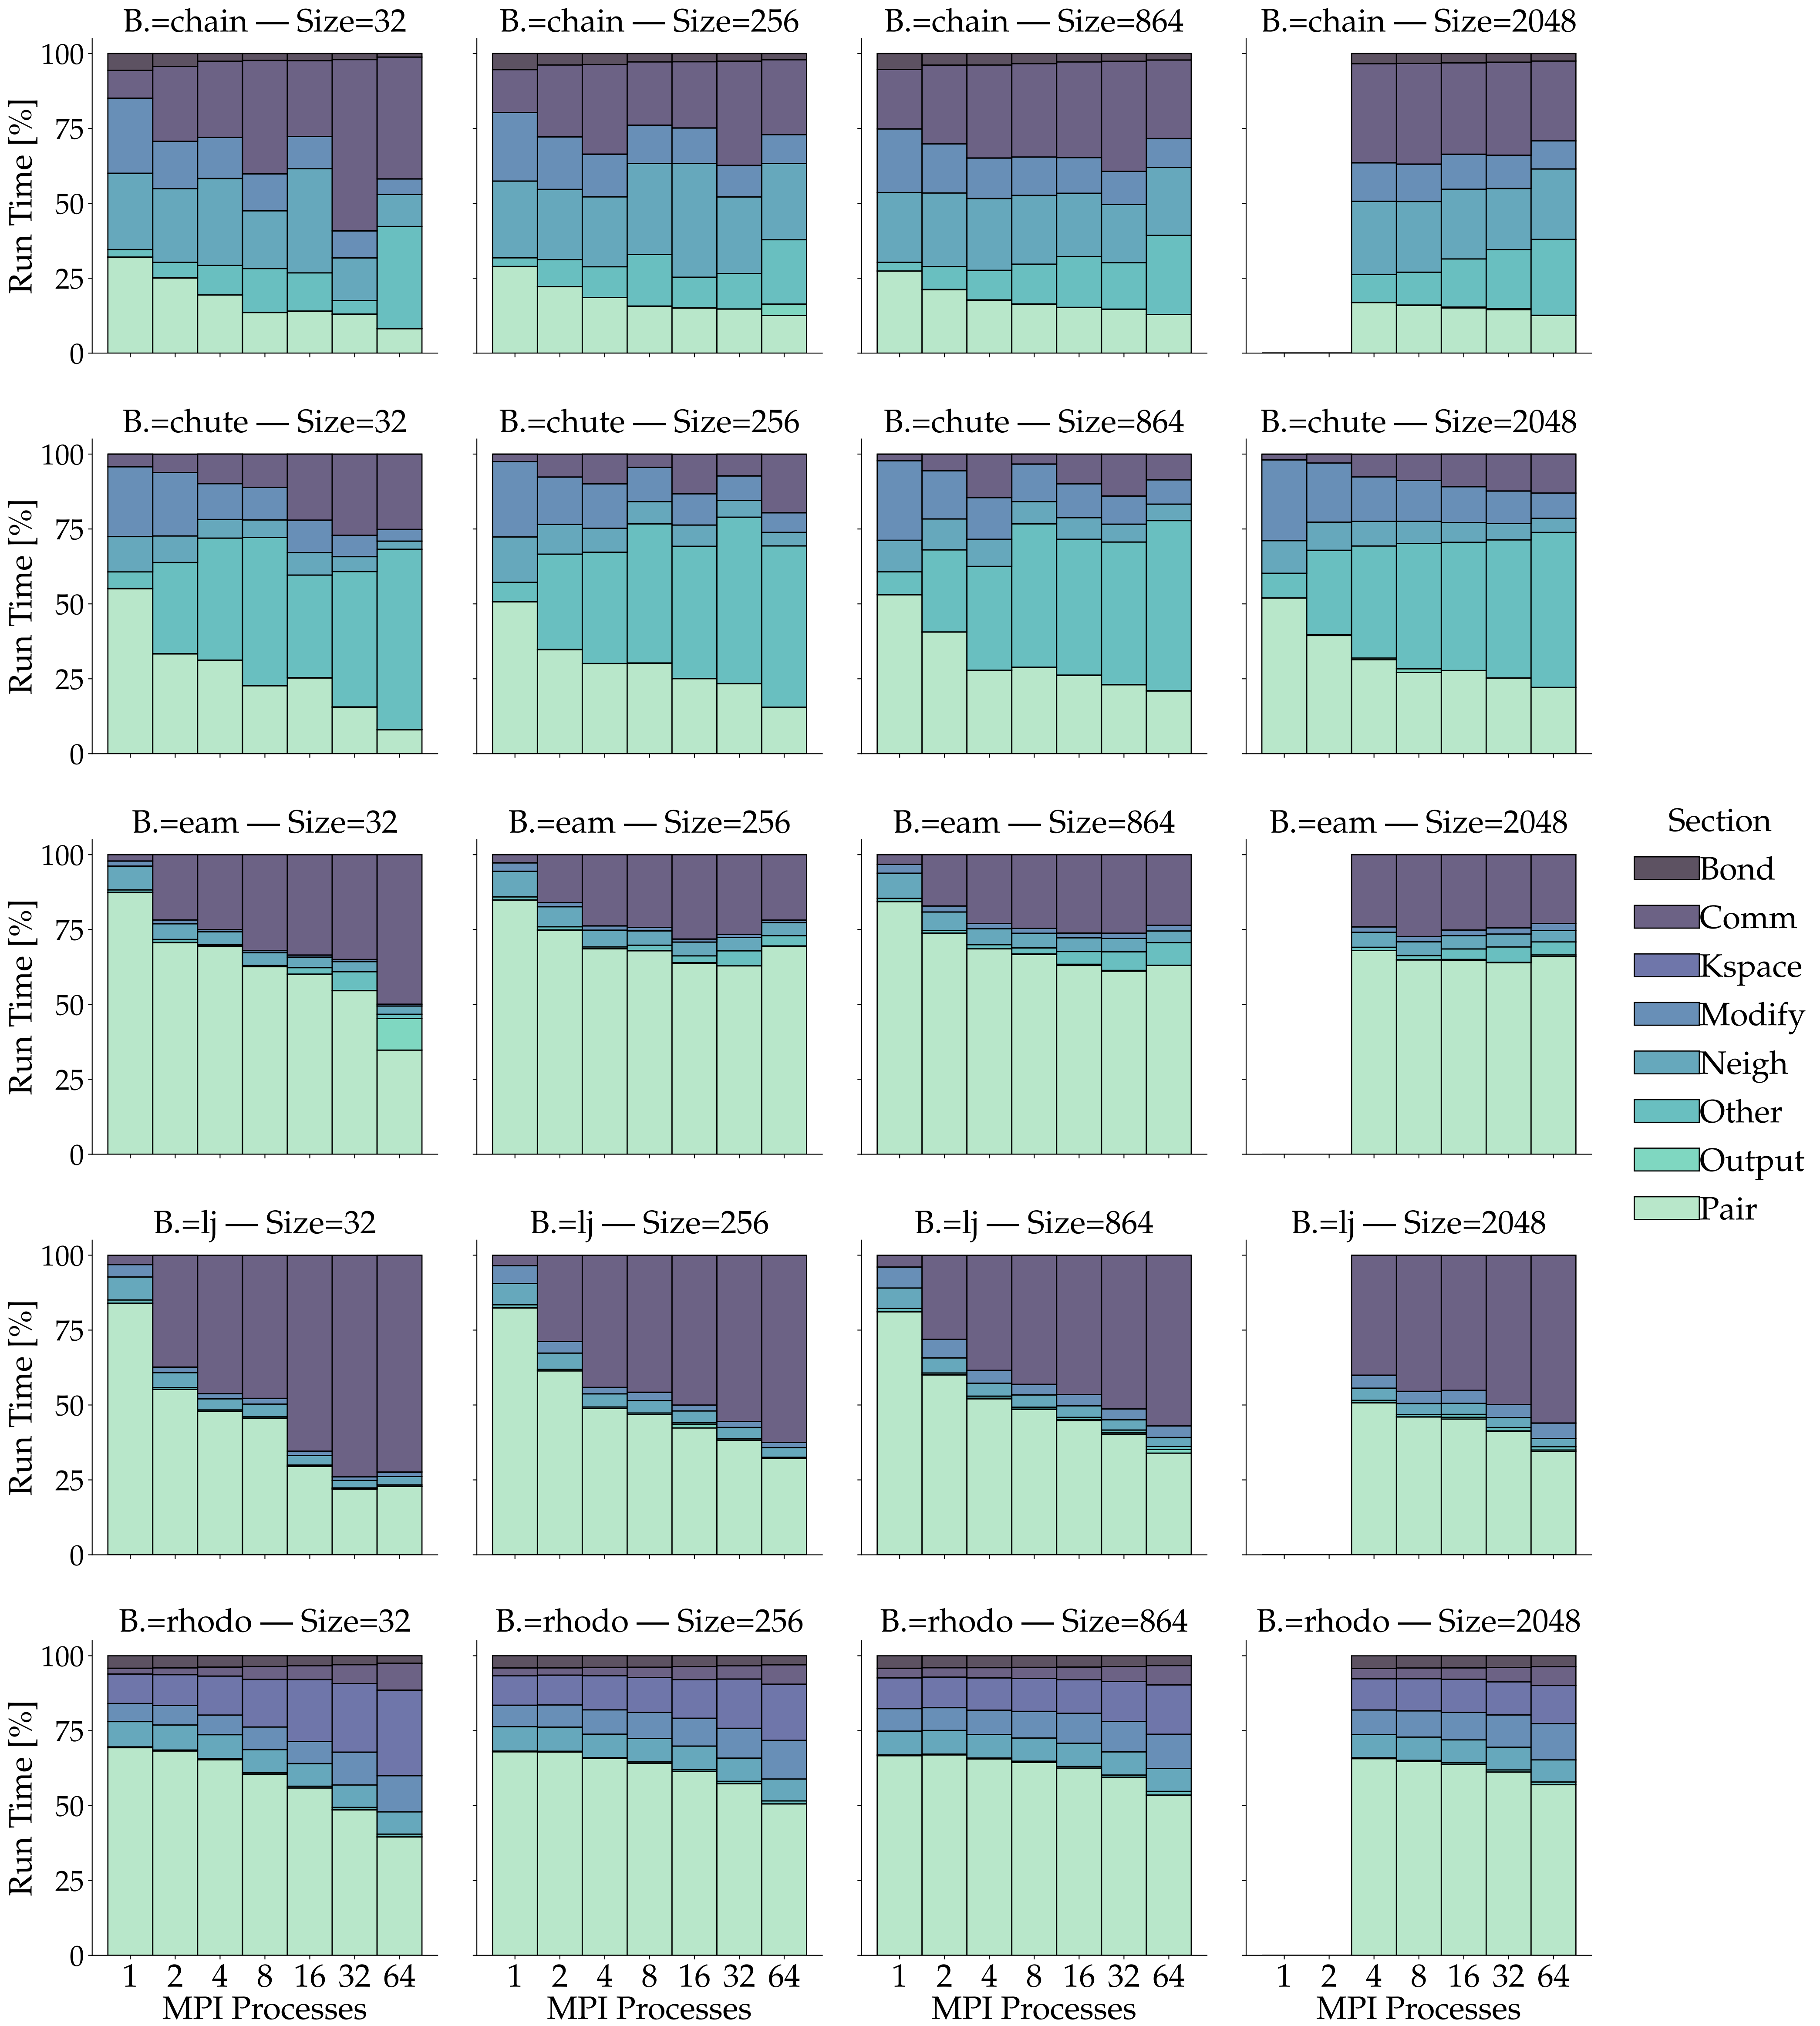 B.=chain — Size=32
B.=chain — Size=256
B.=chain — Size=864
B.=chain — Size=2048
Run Time [%]
100
75
50
25
0
B.=chute — Size=32
B.=chute — Size=256
B.=chute — Size=864
B.=chute — Size=2048
Run Time [%]
100
75
50
25
0
B.=eam — Size=32
B.=eam — Size=256
B.=eam — Size=864
B.=eam — Size=2048
Run Time [%]
100
75
50
25
0
Section
Bond
Comm
Kspace
Modify
Neigh
Other
Output
Pair
B.=lj — Size=32
B.=lj — Size=256
B.=lj — Size=864
B.=lj — Size=2048
Run Time [%]
100
75
50
25
0
B.=rhodo — Size=32
B.=rhodo — Size=256
B.=rhodo — Size=864
B.=rhodo — Size=2048
Run Time [%]
100
75
50
25
0
1 2 4 8 16 32 64
MPI Processes
1 2 4 8 16 32 64
MPI Processes
1 2 4 8 16 32 64
MPI Processes
1 2 4 8 16 32 64
MPI Processes